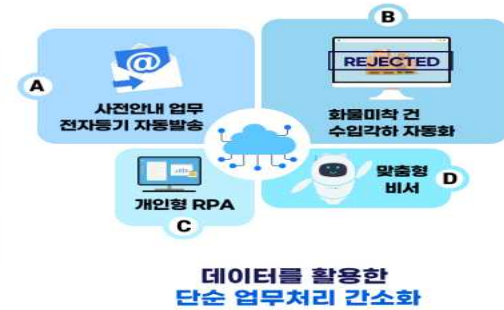 A
@
사전안내 업무
전자등기 자동발송
B
REJECTED
화물미착 건
수입각하 자동화
C
개인형 RPA
D
맞춤형
비서
데이터를 활용한
단순 업무처리 간소화